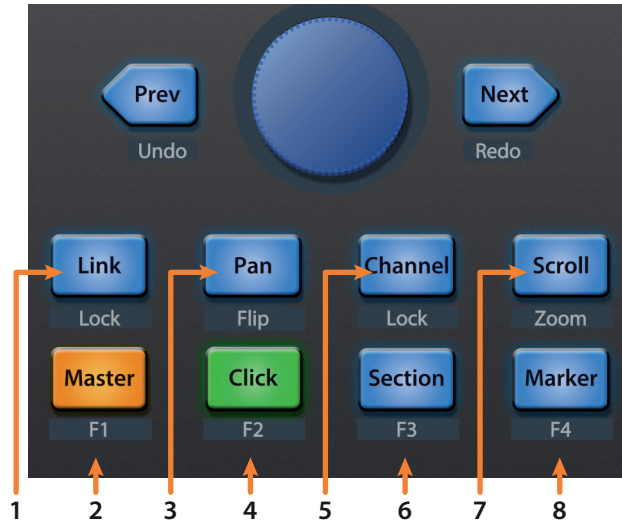 Prev Next
Undo Redo
Link Pan Channel Scroll
Lock Flip Lock Zoom
Master Click Section Marker
F1 F2 F3 F4
1 2 3 4 5 6 7 8